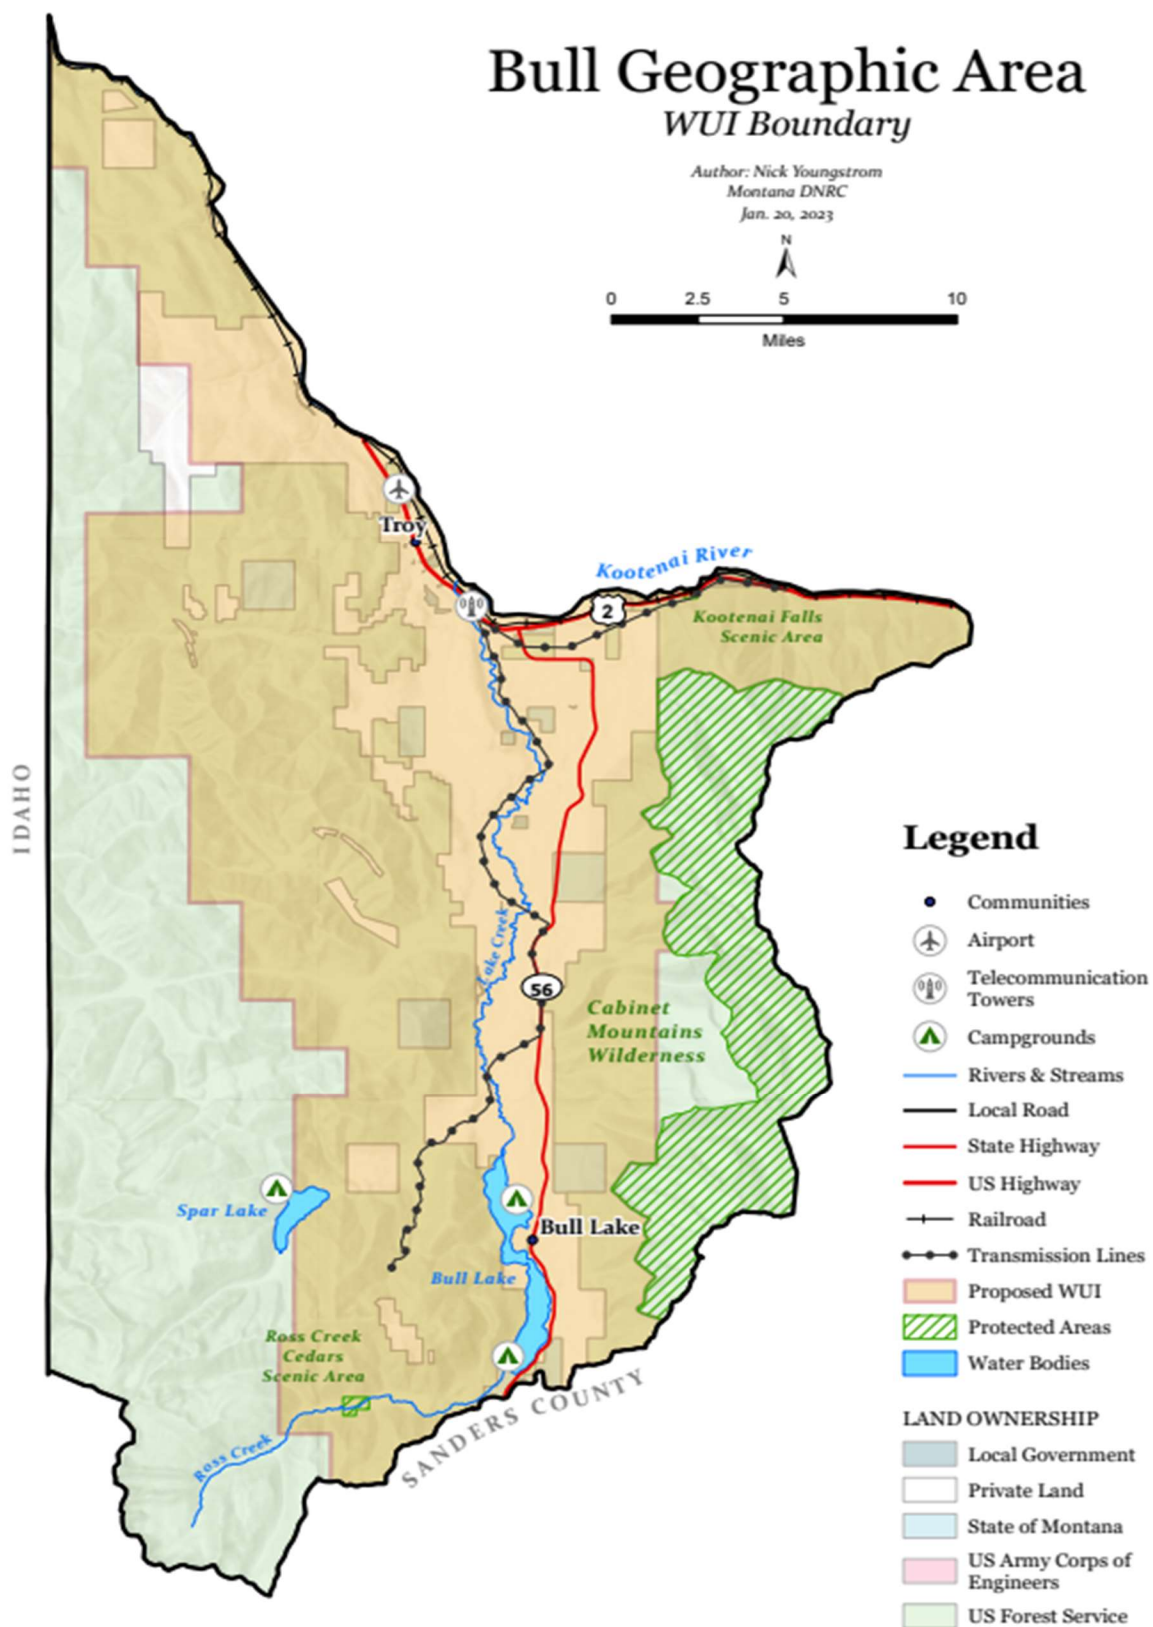 Bull Geographic Area
WUI Boundary
Author: Nick Youngstrom
Montana DNRC
Jan. 20, 2023
N
0 2.5 5 10
Miles
Troy
Kootenai River
2
Kootenai Falls
Scenic Area
IDAHO
Lake Creek
56
Cabinet
Mountains
Wilderness
Spar Lake
Bull Lake
Bull Lake
Ross Creek
Cedars
Scenic Area
Ross Creek
SANDERS COUNTY
Legend
Communities
Airport
Telecommunication
Towers
Campgrounds
Rivers & Streams
Local Road
State Highway
US Highway
Railroad
Transmission Lines
Proposed WUI
Protected Areas
Water Bodies
LAND OWNERSHIP
Local Government
Private Land
State of Montana
US Army Corps of
Engineers
US Forest Service